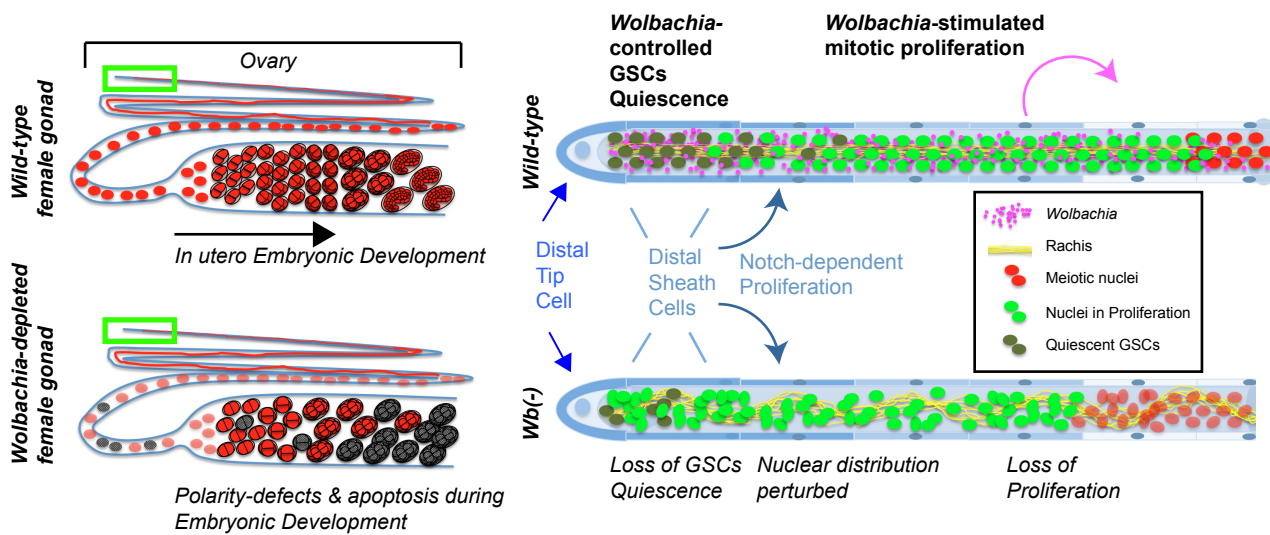 Wild-type
female gonad
Ovary
In utero Embryonic Development
Wolbachia-depleted
female gonad
Polarity-defects & apoptosis during
Embryonic Development
Wolbachia-
controlled
GSCs
Quiescence
Wolbachia-stimulated
mitotic proliferation
Wild-type
Distal
Tip
Cell
Distal
Sheath
Cells
Notch-dependent
Proliferation
Wolbachia
Rachis
Meiotic nuclei
Nuclei in Proliferation
Quiescent GSCs
Wb(-)
Loss of GSCs
Quiescence
Nuclear distribution
perturbed
Loss of
Proliferation